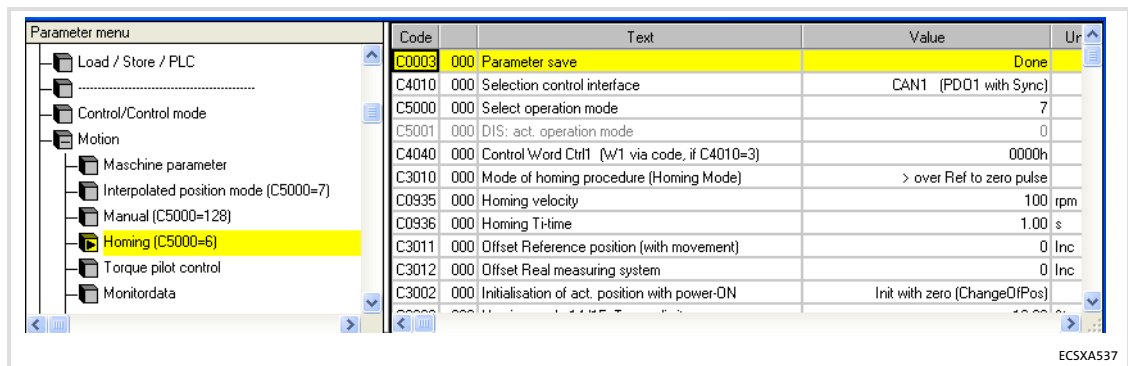 Parameter menu
Load / Store / PLC
--------------------------------------------
Control/Control mode
Motion
Maschine parameter
Interpolated position mode (C5000=7)
Manual (C5000=128)
Homing (C5000=6)
Torque pilot control
Monitordata
Code Text Value Ur
C0003 000 Parameter save Done
C4010 000 Selection control interface CAN1 (PDO1 with Sync)
C5000 000 Select operation mode 7
C5001 000 DIS: act. operation mode 0
C4040 000 Control Word Ctrl1 (W1 via code, if C4010=3) 0000h
C3010 000 Mode of homing procedure (Homing Mode) > over Ref to zero pulse
C0935 000 Homing velocity 100 rpm
C0936 000 Homing Ti-time 1.00 s
C3011 000 Offset Reference position (with movement) 0 Inc
C3012 000 Offset Real measuring system 0 Inc
C3002 000 Initialisation of act. position with power-ON Init with zero (ChangeOfPos)
ECSXA537